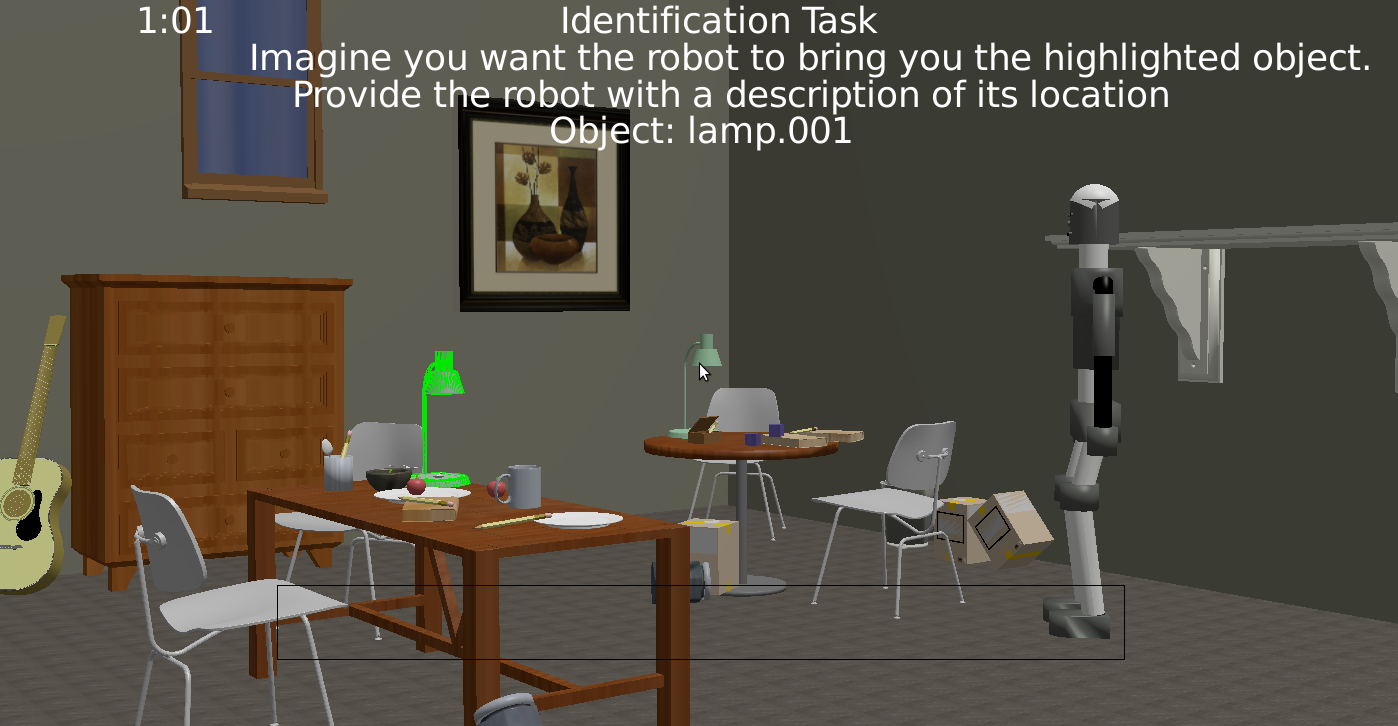 1:01
Identification Task
Imagine you want the robot to bring you the highlighted object.
Provide the robot with a description of its location
Object: lamp.001